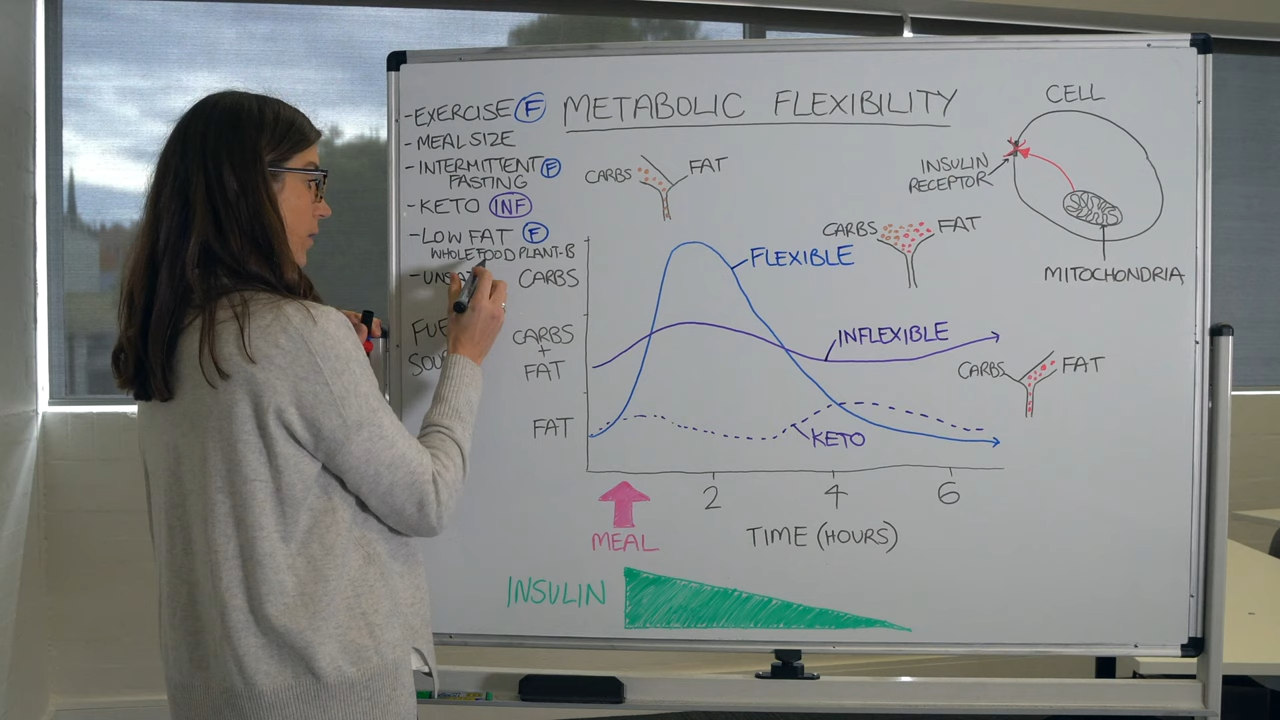 METABOLIC FLEXIBILITY
-EXERCISE F
-MEAL SIZE
-INTERMITTENT F
FASTING
-KETO INF
-LOW FAT F
WHOLEFOOD PLANT-B
CARBS
CARBS
+
FAT
FAT
CARBS FAT
FLEXIBLE
INFLEXIBLE
KETO
CARBS FAT
CARBS FAT
CELL
INSULIN
RECEPTOR
MITOCHONDRIA
2 4 6
TIME (HOURS)
MEAL
INSULIN